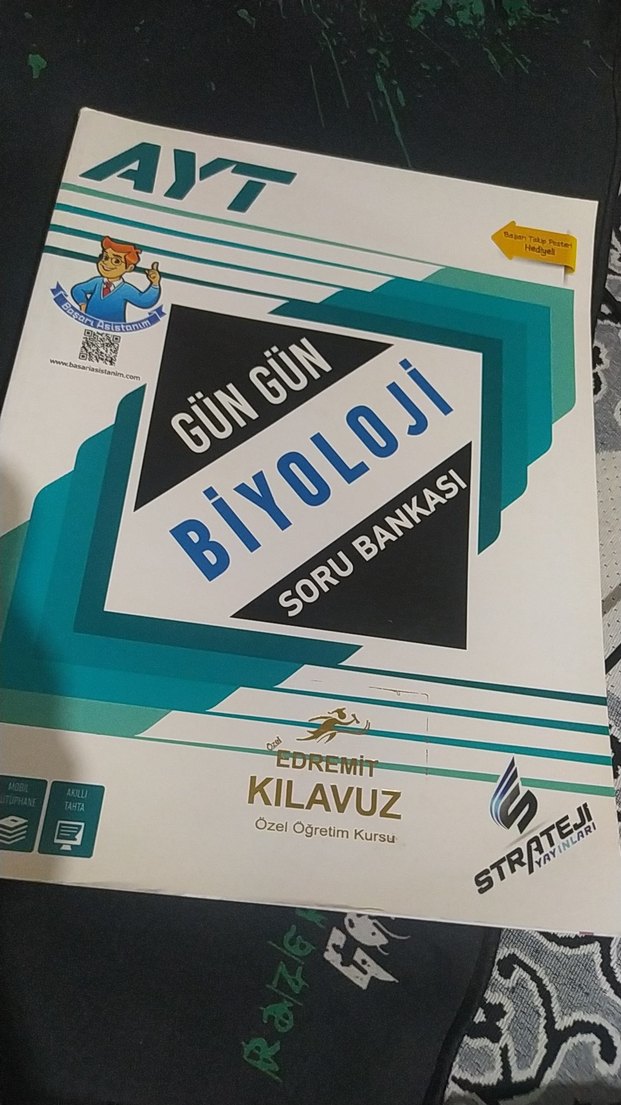 AYT
Başarı Takip Posteri
Hediyeli
Başarı Asistanım
www.basariasistanim.com
GÜN GÜN
BİYOLOJİ
SORU BANKASI
Özel
EDREMİT
KILAVUZ
Özel Öğretim Kursu
MOBİL
KÜTÜPHANE
AKILLI
TAHTA
STRATEJİ
YAYINLARI
RAZER